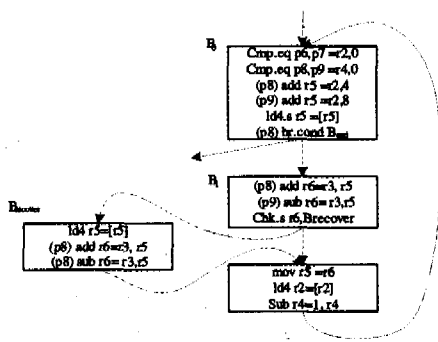 B0
Cmp.eq p6,p7 =r2,0
Cmp.eq p8,p9 =r4,0
(p8) add r5 =r2,4
(p9) add r5 =r2,8
ld4.s r5 =[r5]
(p8) br.cond Bend
B1
(p8) add r6=r3, r5
(p9) sub r6= r3,r5
Chk.s r6,Brecover
Brecover
ld4 r5=[r5]
(p8) add r6=r3, r5
(p8) sub r6= r3,r5
mov r5 =r6
ld4 r2=[r2]
Sub r4=1, r4